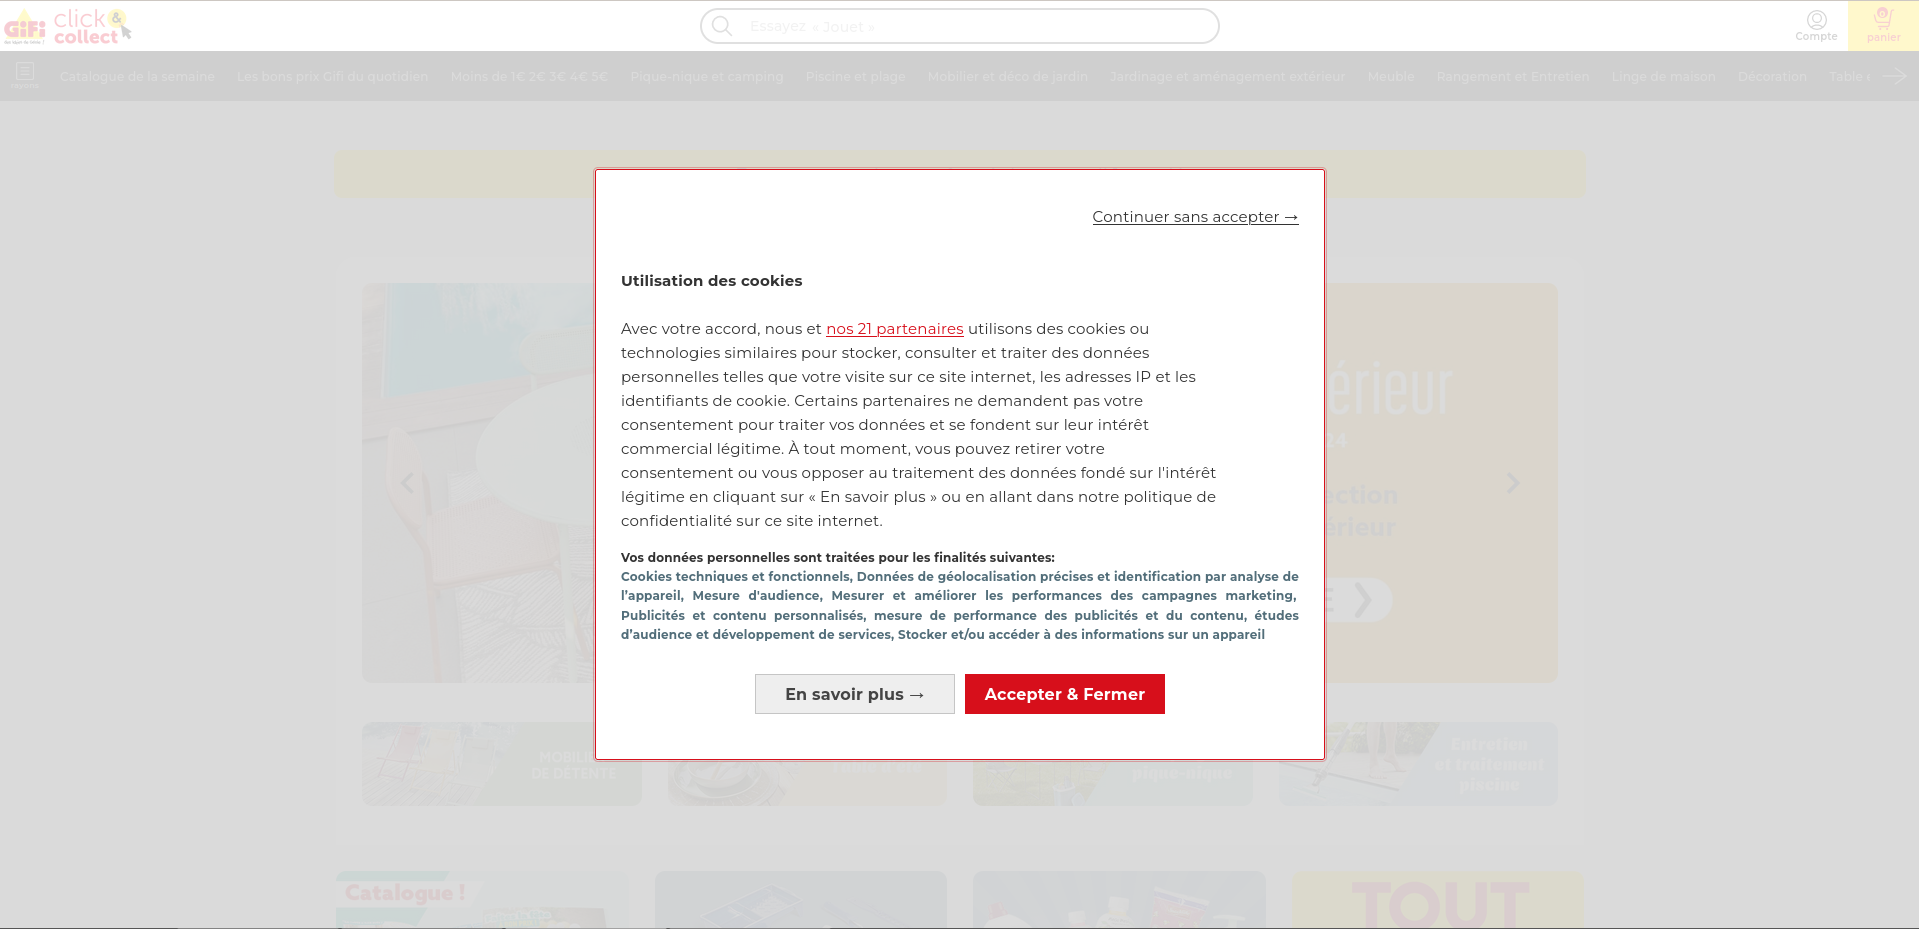 GiFi
click &
collect
Essayez « Jouet »
Compte
0
panier
Catalogue de la semaine
Les bons prix Gifi du quotidien
Moins de 1€ 2€ 3€ 4€ 5€
Pique-nique et camping
Piscine et plage
Mobilier et déco de jardin
Jardinage et aménagement extérieur
Meuble
Rangement et Entretien
Linge de maison
Décoration
Table
Continuer sans accepter →
Utilisation des cookies
Avec votre accord, nous et nos 21 partenaires utilisons des cookies ou
technologies similaires pour stocker, consulter et traiter des données
personnelles telles que votre visite sur ce site internet, les adresses IP et les
identifiants de cookie. Certains partenaires ne demandent pas votre
consentement pour traiter vos données et se fondent sur leur intérêt
commercial légitime. À tout moment, vous pouvez retirer votre
consentement ou vous opposer au traitement des données fondé sur l'intérêt
légitime en cliquant sur « En savoir plus » ou en allant dans notre politique de
confidentialité sur ce site internet.
Vos données personnelles sont traitées pour les finalités suivantes:
Cookies techniques et fonctionnels, Données de géolocalisation précises et identification par analyse de
l’appareil, Mesure d'audience, Mesurer et améliorer les performances des campagnes marketing,
Publicités et contenu personnalisés, mesure de performance des publicités et du contenu, études
d’audience et développement de services, Stocker et/ou accéder à des informations sur un appareil
En savoir plus →
Accepter & Fermer
érieur
24
ection
érieur
E
MOBILI
DE DÉTENTE
pique-nique
Entretien
et traitement
piscine
Catalogue !
TOUT